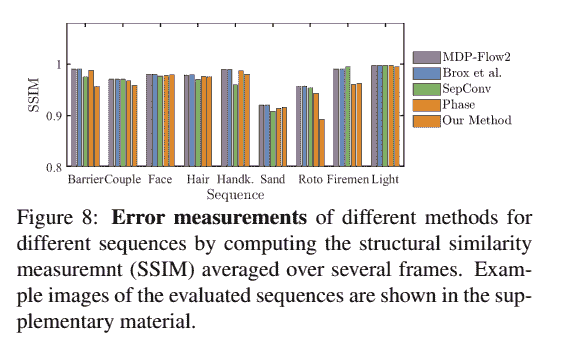 MDP-Flow2
Brox et al.
SepConv
Phase
Our Method
SSIM
1
0.9
0.8
Barrier Couple Face Hair Handk. Sand Roto Firemen Light
Sequence
Figure 8: Error measurements of different methods for
different sequences by computing the structural similarity
measuremnt (SSIM) averaged over several frames. Exam-
ple images of the evaluated sequences are shown in the sup-
plementary material.